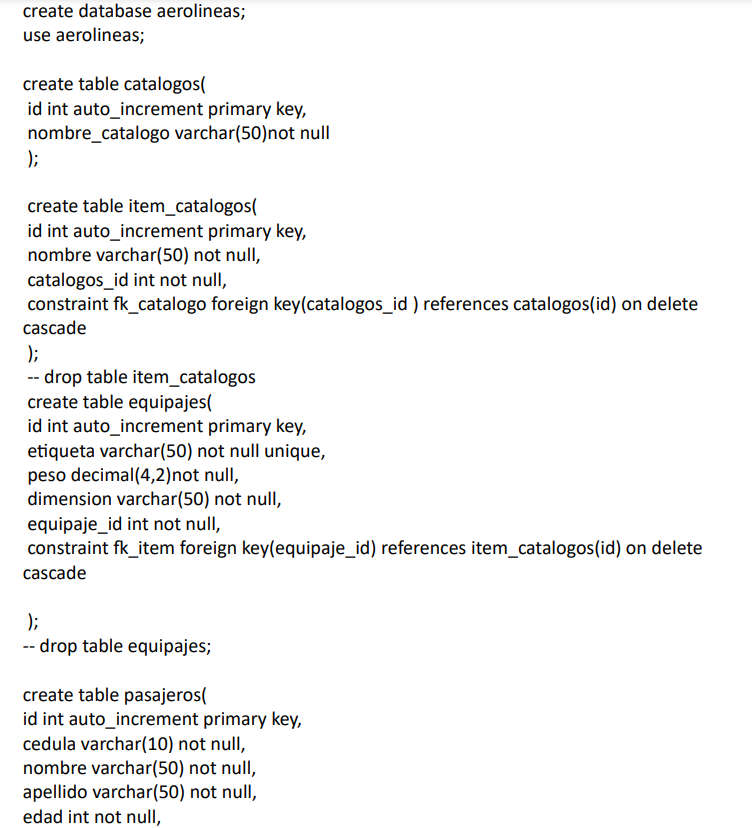 create database aerolineas;
use aerolineas;
create table catalogos(
id int auto_increment primary key,
nombre_catalogo varchar(50)not null
);
create table item_catalogos(
id int auto_increment primary key,
nombre varchar(50) not null,
catalogos_id int not null,
constraint fk_catalogo foreign key(catalogos_id ) references catalogos(id) on delete
cascade
);
-- drop table item_catalogos
create table equipajes(
id int auto_increment primary key,
etiqueta varchar(50) not null unique,
peso decimal(4,2)not null,
dimension varchar(50) not null,
equipaje_id int not null,
constraint fk_item foreign key(equipaje_id) references item_catalogos(id) on delete
cascade
);
-- drop table equipajes;
create table pasajeros(
id int auto_increment primary key,
cedula varchar(10) not null,
nombre varchar(50) not null,
apellido varchar(50) not null,
edad int not null,